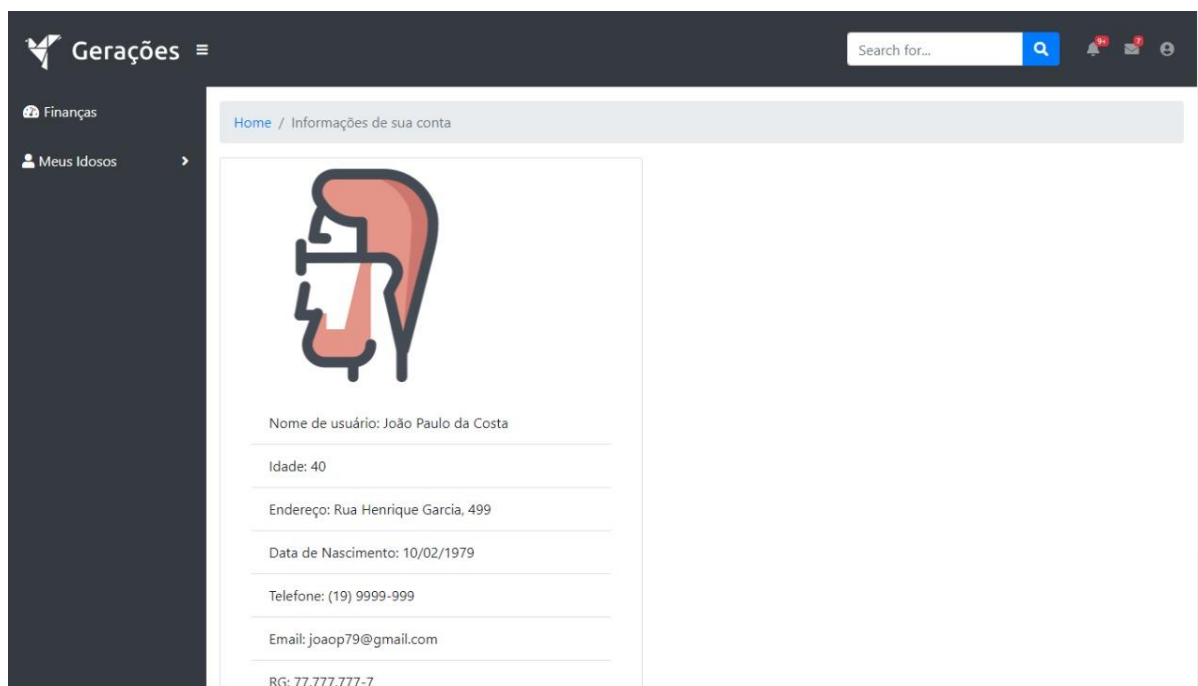 Gerações
Search for...
9+
7
Finanças
Meus Idosos
Home / Informações de sua conta
Nome de usuário: João Paulo da Costa
Idade: 40
Endereço: Rua Henrique Garcia, 499
Data de Nascimento: 10/02/1979
Telefone: (19) 9999-999
Email: joaop79@gmail.com
RG: 77.777.777-7